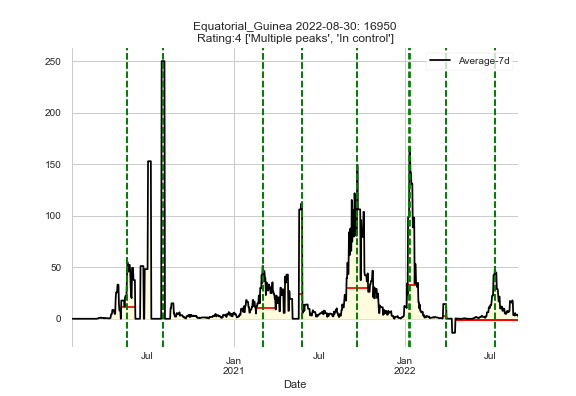 Equatorial_Guinea 2022-08-30: 16950
Rating:4 ['Multiple peaks', 'In control']
Average-7d
250
200
150
100
50
0
Jul
Jan
2021
Jul
Jan
2022
Jul
Date